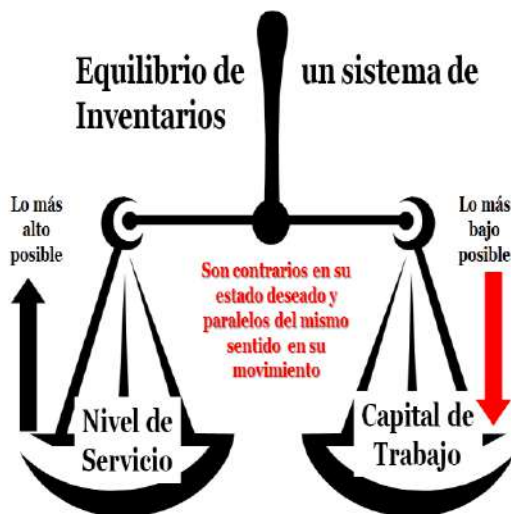 Equilibrio de un sistema de
Inventarios
Lo más
alto
posible
Lo más
bajo
posible
Son contrarios en su
estado deseado y
paralelos del mismo
sentido en su
movimiento
Nivel de
Servicio
Capital de
Trabajo